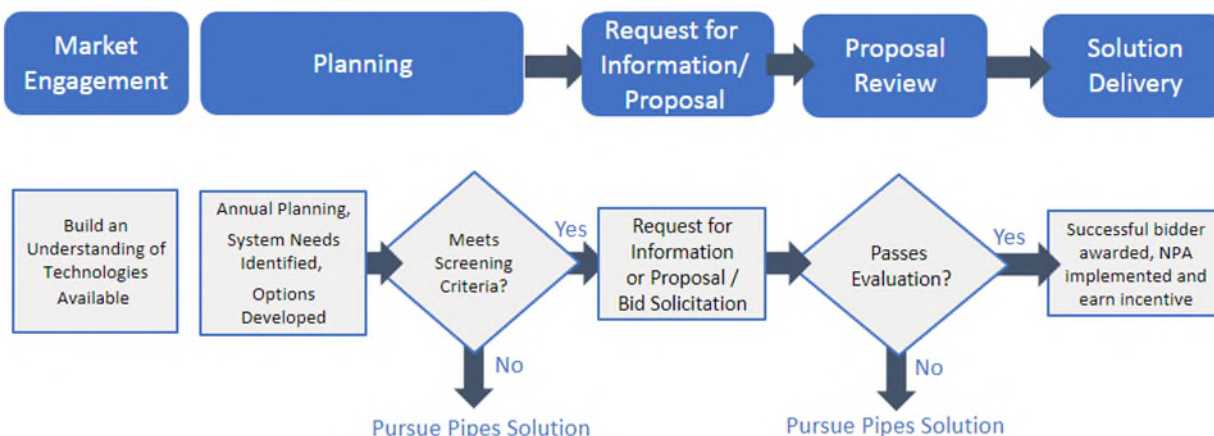 Market
Engagement
Planning
Request for
Information/
Proposal
Proposal
Review
Solution
Delivery
Build an
Understanding of
Technologies
Available
Annual Planning,
System Needs
Identified,
Options
Developed
Meets
Screening
Criteria?
Yes
No
Pursue Pipes Solution
Request for
Information
or Proposal /
Bid Solicitation
Passes
Evaluation?
Yes
No
Pursue Pipes Solution
Successful bidder
awarded, NPA
implemented and
earn incentive